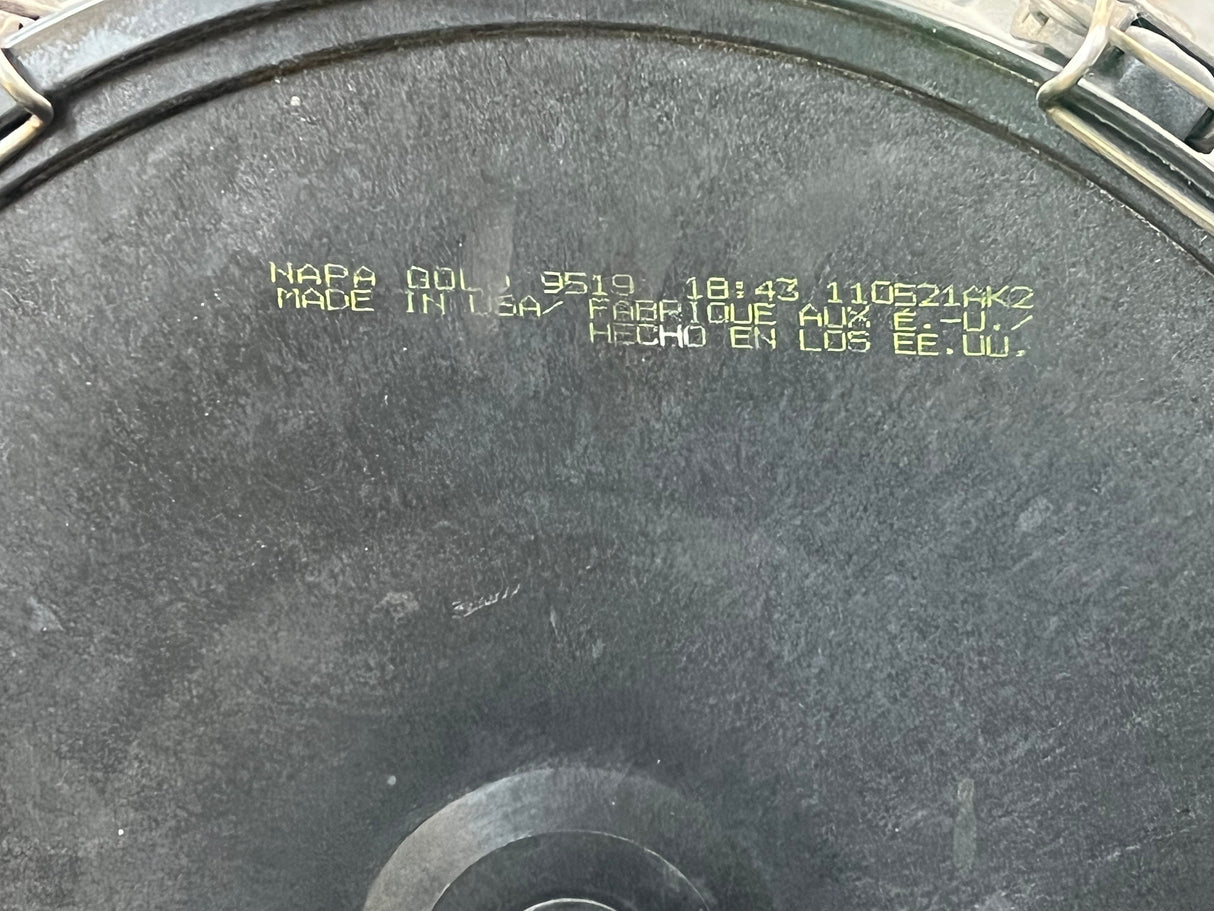 NAPA GOLD 9519 18:43 110521AK2
MADE IN USA/ FABRIQUE AUX E.-U./
HECHO EN LOS EE.UU.